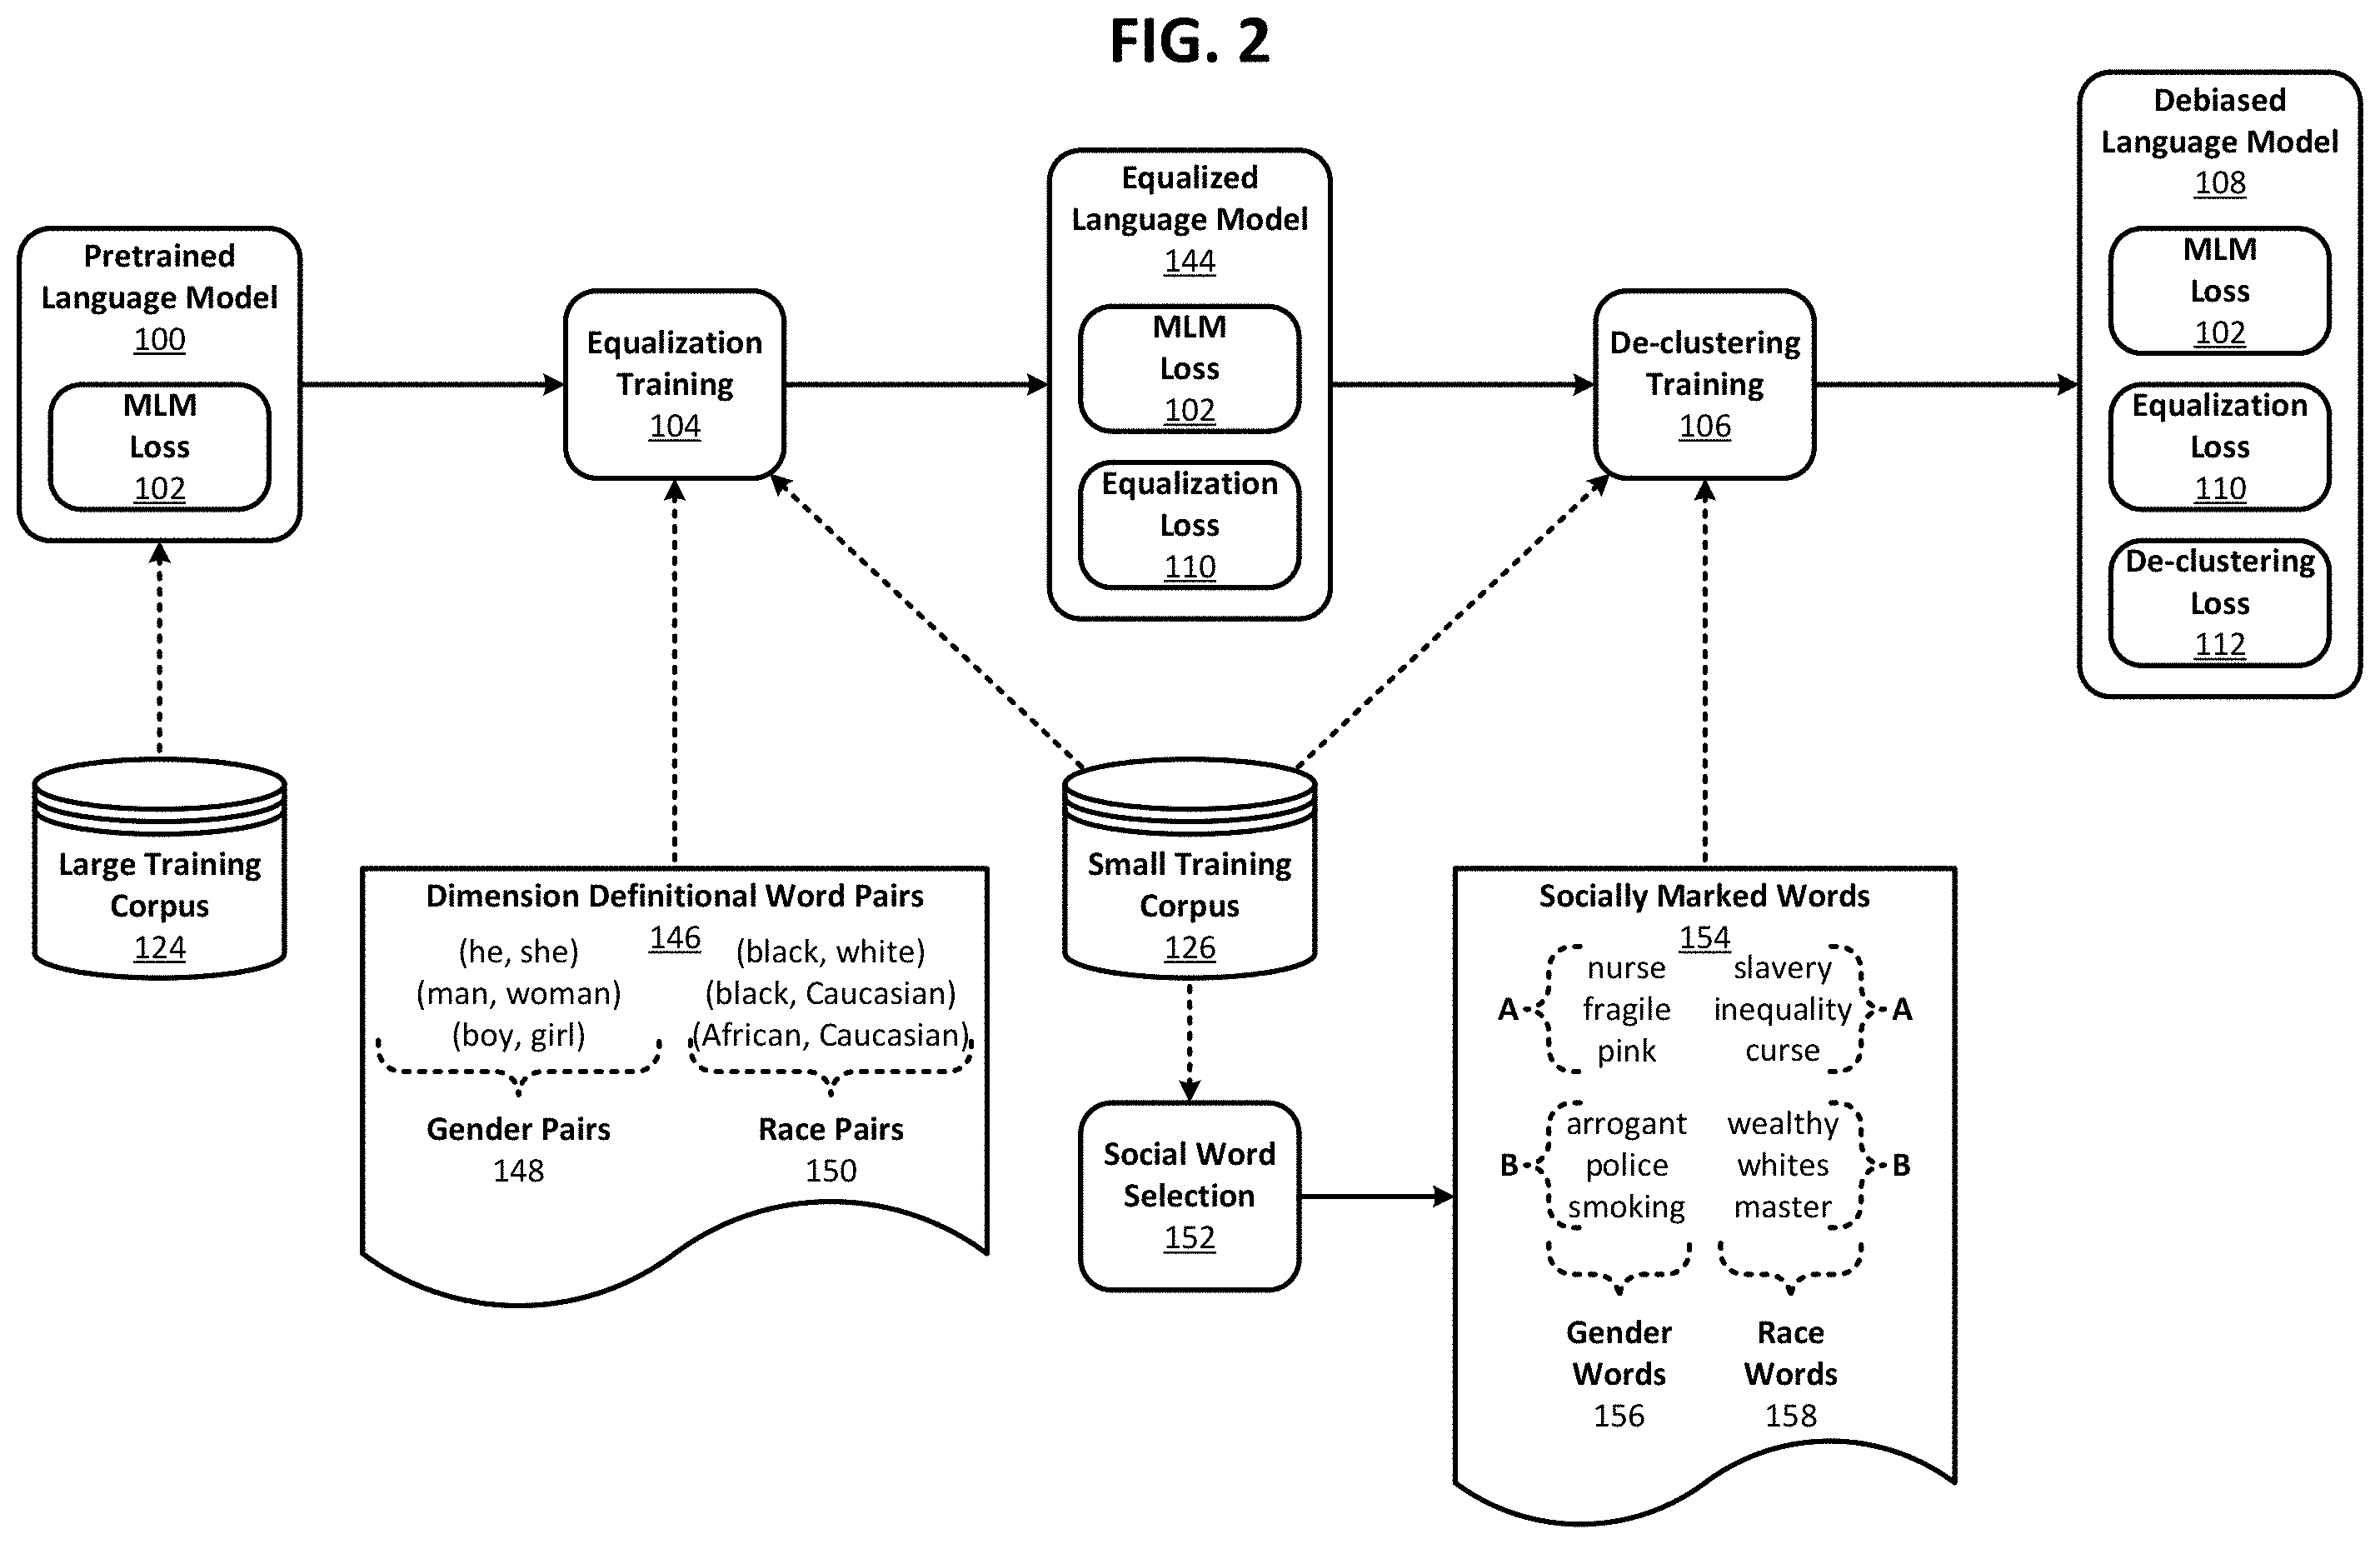 FIG. 2
Pretrained
Language Model
100
MLM
Loss
102
Equalization
Training
104
Equalized
Language Model
144
MLM
Loss
102
Equalization
Loss
110
De-clustering
Training
106
Debiased
Language Model
108
MLM
Loss
102
Equalization
Loss
110
De-clustering
Loss
112
Large Training
Corpus
124
Dimension Definitional Word Pairs
146
(he, she)
(man, woman)
(boy, girl)
Gender Pairs
148
(black, white)
(black, Caucasian)
(African, Caucasian)
Race Pairs
150
Small Training
Corpus
126
Social Word
Selection
152
Socially Marked Words
154
A
nurse
fragile
pink
slavery
inequality
curse
A
B
arrogant
police
smoking
wealthy
whites
master
B
Gender
Words
156
Race
Words
158